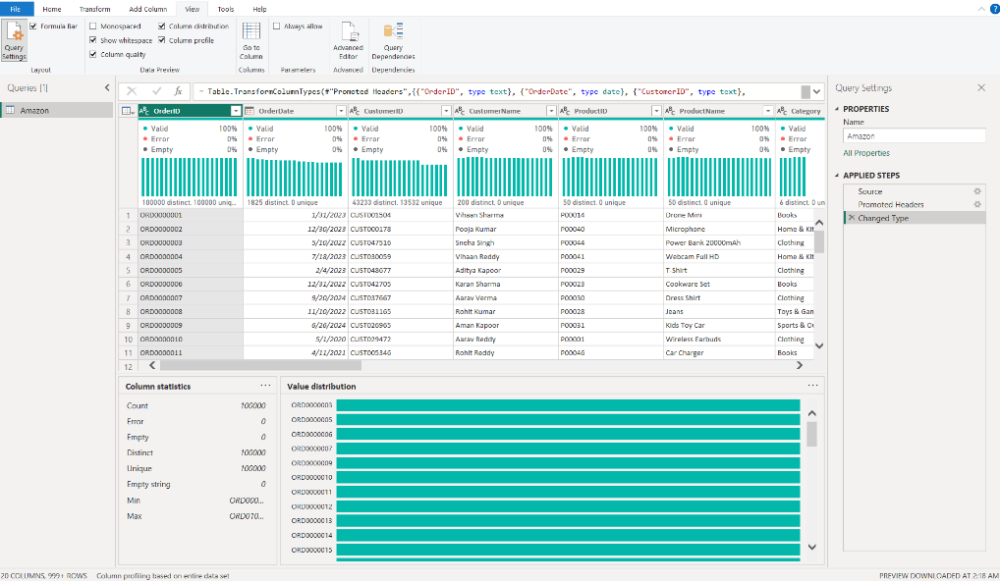 File Home Transform Add Column View Tools Help
Query Settings
Formula Bar
Layout
Monospaced Column distribution
Show whitespace Column profile
Column quality
Data Preview
Go to Column
Columns
Always allow
Parameters
Advanced Editor
Advanced
Query Dependencies
Dependencies
Queries [1]
Amazon
fx = Table.TransformColumnTypes(#"Promoted Headers",{{"OrderID", type text}, {"OrderDate", type date}, {"CustomerID", type text},
OrderID OrderDate CustomerID CustomerName ProductID ProductName Category
Valid 100% Valid 100% Valid 100% Valid 100% Valid 100% Valid 100% Valid
Error 0% Error 0% Error 0% Error 0% Error 0% Error 0% Error
Empty 0% Empty 0% Empty 0% Empty 0% Empty 0% Empty 0% Empty
100000 distinct, 100000 uniq... 1825 distinct, 0 unique 43233 distinct, 13532 unique 200 distinct, 0 unique 50 distinct, 0 unique 50 distinct, 0 unique 6 distinct, 0 un
1 ORD0000001 1/31/2023 CUST001504 Vihaan Sharma P00014 Drone Mini Books
2 ORD0000002 12/30/2023 CUST000178 Pooja Kumar P00040 Microphone Home & Kit
3 ORD0000003 5/10/2022 CUST047516 Sneha Singh P00044 Power Bank 20000mAh Clothing
4 ORD0000004 7/18/2023 CUST030059 Vihaan Reddy P00041 Webcam Full HD Home & Kit
5 ORD0000005 2/4/2023 CUST048677 Aditya Kapoor P00029 T-Shirt Clothing
6 ORD0000006 12/31/2022 CUST042705 Karan Sharma P00023 Cookware Set Books
7 ORD0000007 9/20/2024 CUST037667 Aarav Verma P00030 Dress Shirt Clothing
8 ORD0000008 11/10/2022 CUST031165 Rohit Kumar P00028 Jeans Toys & Gan
9 ORD0000009 6/26/2024 CUST026965 Aman Kapoor P00031 Kids Toy Car Sports & Ou
10 ORD0000010 5/1/2020 CUST029472 Aarav Reddy P00001 Wireless Earbuds Clothing
11 ORD0000011 4/11/2021 CUST005346 Rohit Reddy P00046 Car Charger Books
12
Column statistics
Count 100000
Error 0
Empty 0
Distinct 100000
Unique 100000
Empty string 0
Min ORD000...
Max ORD010...
Value distribution
ORD0000003
ORD0000005
ORD0000006
ORD0000007
ORD0000009
ORD0000010
ORD0000011
ORD0000012
ORD0000013
ORD0000014
ORD0000015
Query Settings
PROPERTIES
Name
Amazon
All Properties
APPLIED STEPS
Source
Promoted Headers
Changed Type
20 COLUMNS, 999+ ROWS Column profiling based on entire data set PREVIEW DOWNLOADED AT 2:18 AM